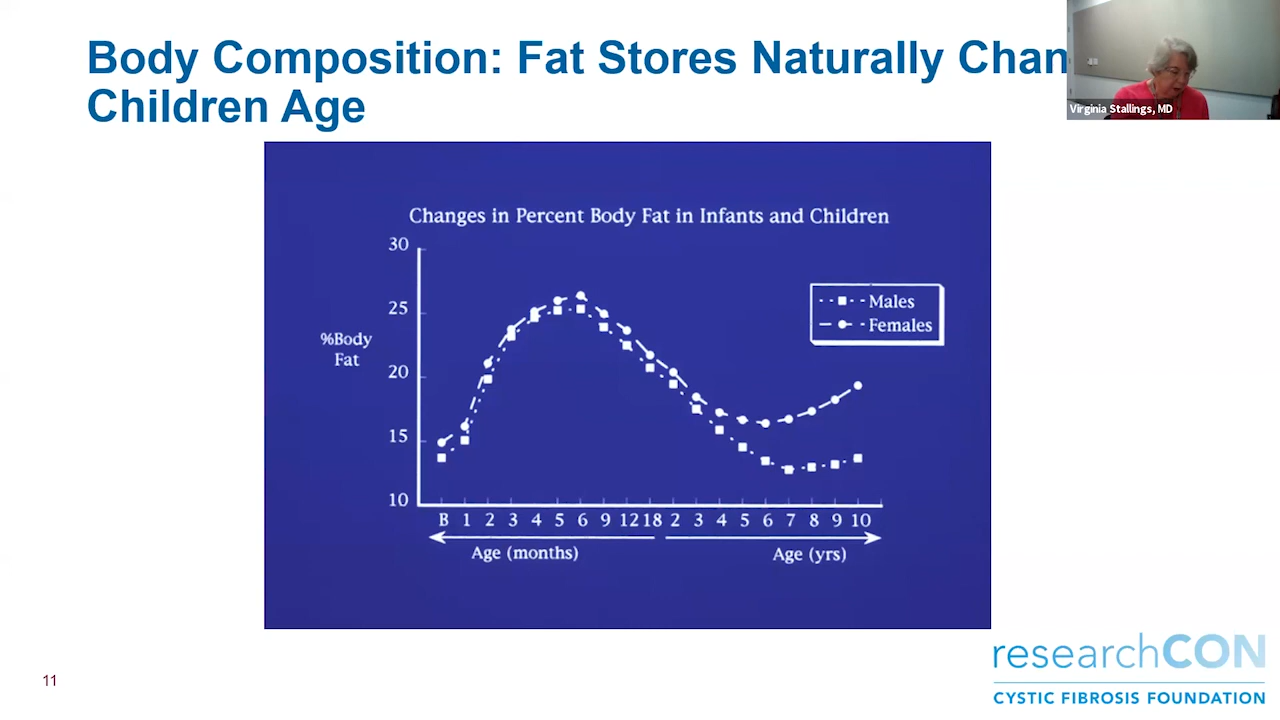 Body Composition: Fat Stores Naturally Chan
Children Age
Virginia Stallings, MD
Changes in Percent Body Fat in Infants and Children
30
25
20
15
10
%Body
Fat
Males
Females
B 1 2 3 4 5 6 9 12 18 2 3 4 5 6 7 8 9 10
Age (months) Age (yrs)
researchCON
CYSTIC FIBROSIS FOUNDATION
11